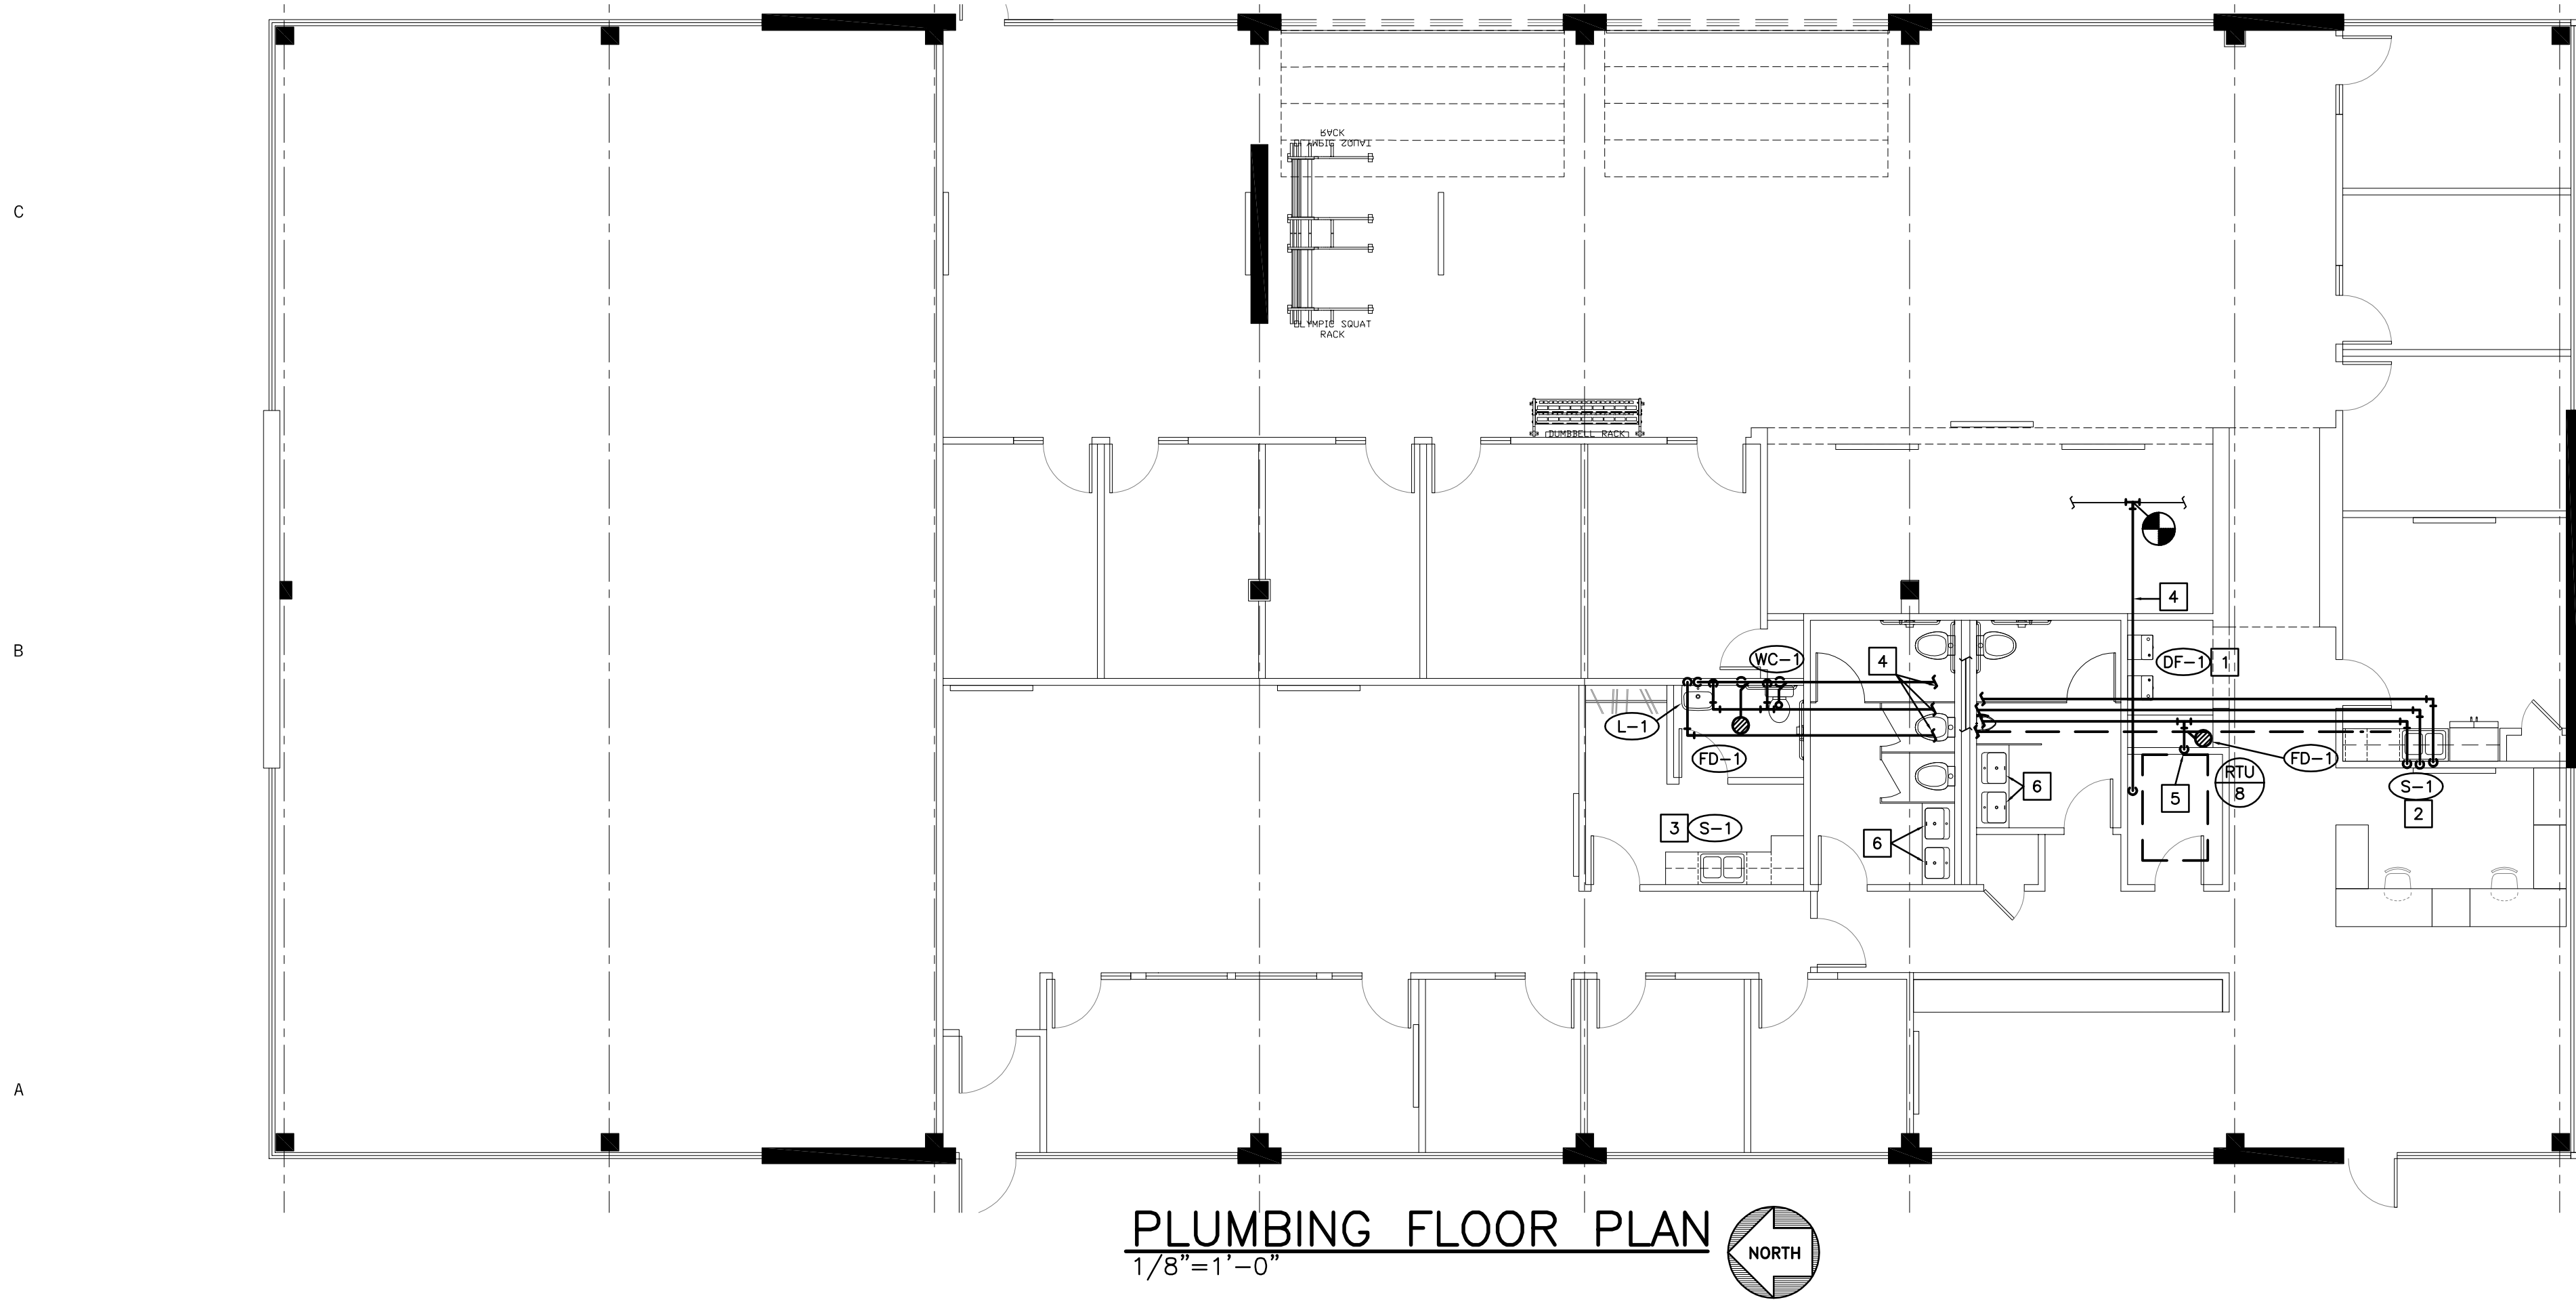 RACK
OLYMPIC SQUAT
C
OLYMPIC SQUAT
RACK
DUMBBELL RACK
4
B
WC-1
4
DF-1
1
L-1
FD-1
FD-1
RTU
8
5
6
S-1
2
3
S-1
6
A
PLUMBING FLOOR PLAN
1/8"=1'-0"
NORTH